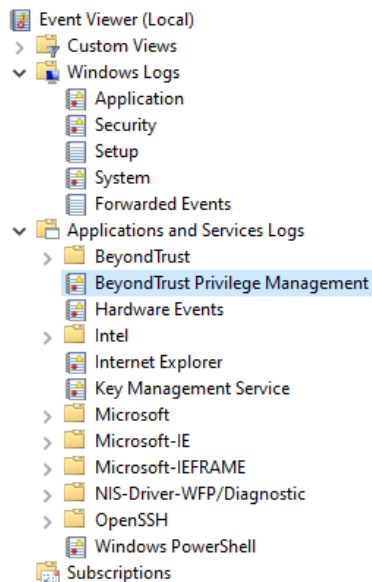 Event Viewer (Local)
Custom Views
Windows Logs
Application
Security
Setup
System
Forwarded Events
Applications and Services Logs
BeyondTrust
BeyondTrust Privilege Management
Hardware Events
Intel
Internet Explorer
Key Management Service
Microsoft
Microsoft-IE
Microsoft-IEFRAME
NIS-Driver-WFP/Diagnostic
OpenSSH
Windows PowerShell
Subscriptions